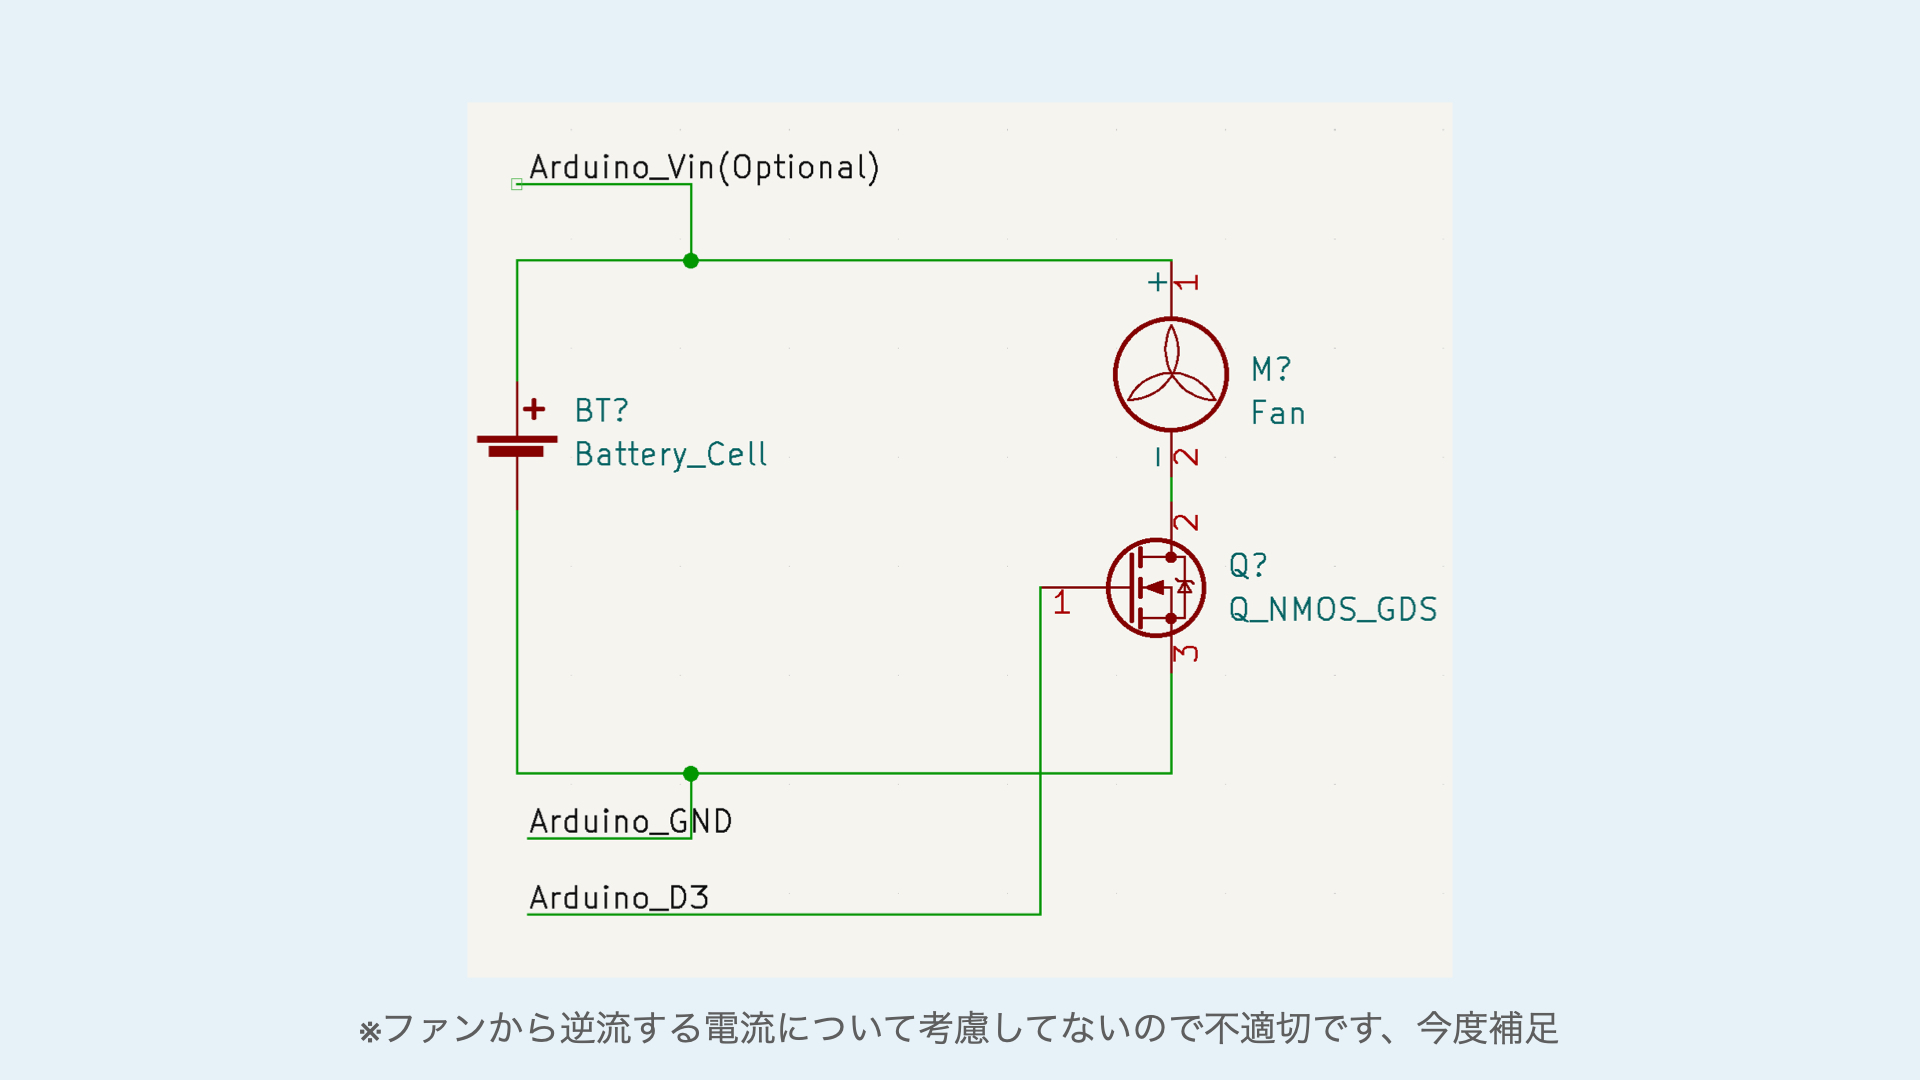 Arduino_Vin(Optional)
+ 1
M?
Fan
+ BT?
Battery_Cell
- 2
2
Q?
Q_NMOS_GDS
1
3
Arduino_GND
Arduino_D3
※ファンから逆流する電流について考慮してないので不適切です、今度補足